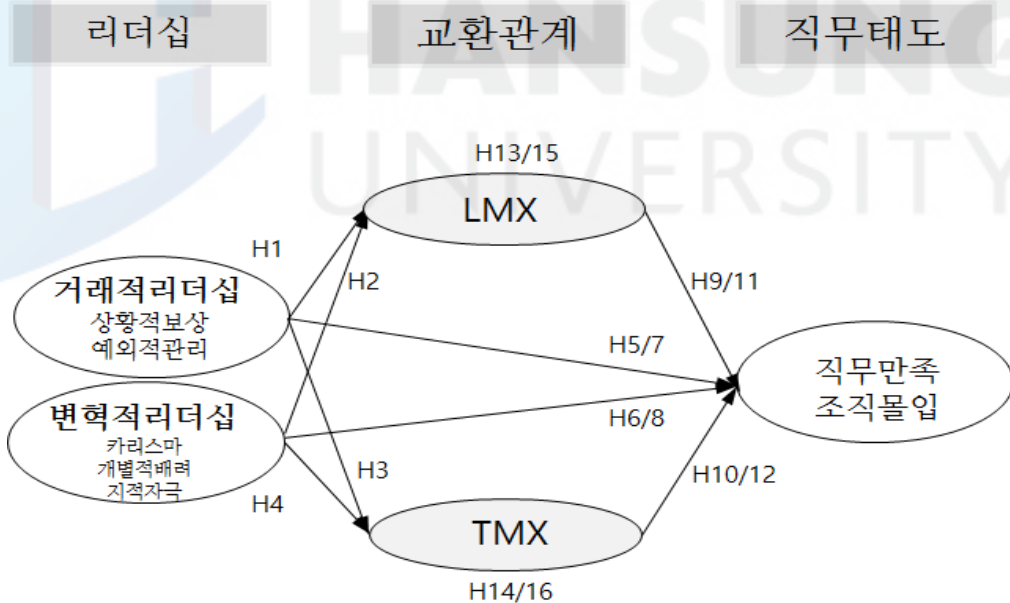 리더십
교환관계
직무태도
HANSUNG
UNIVERSITY
H13/15
LMX
H1
H2
거래적리더십
상황적보상
예외적관리
H9/11
H5/7
직무만족
조직몰입
변혁적리더십
카리스마
개별적배려
지적자극
H6/8
H3
H4
H10/12
TMX
H14/16